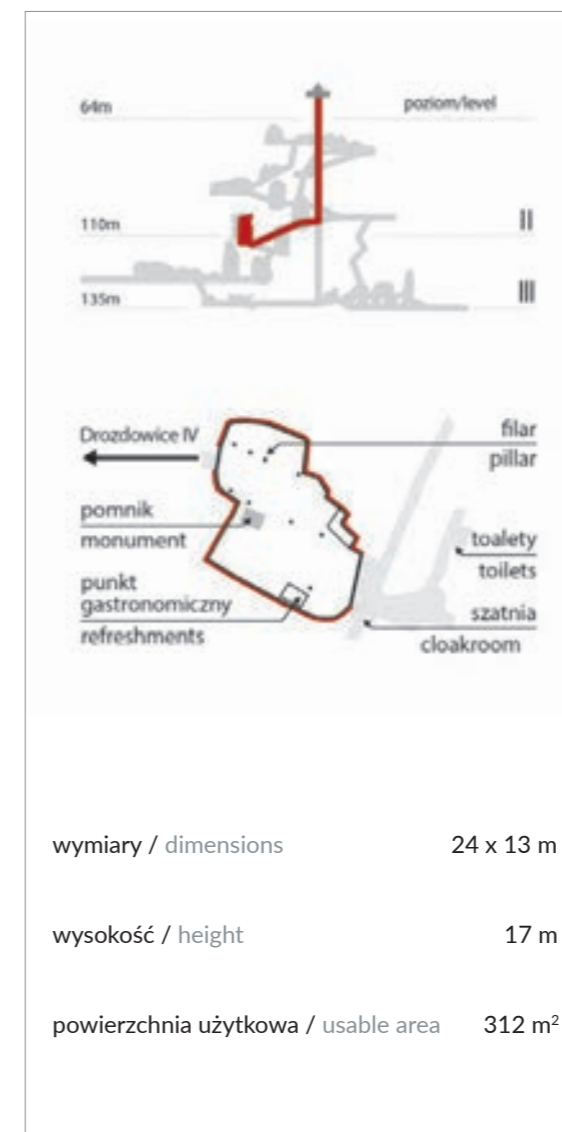 64m
poziom/level
110m
II
135m
III
Drozdowice IV
filar
pillar
pomnik
monument
toalety
toilets
punkt
gastronomiczny
refreshments
szatnia
cloakroom
wymiary / dimensions 24 x 13 m
wysokość / height 17 m
powierzchnia użytkowa / usable area 312 m²